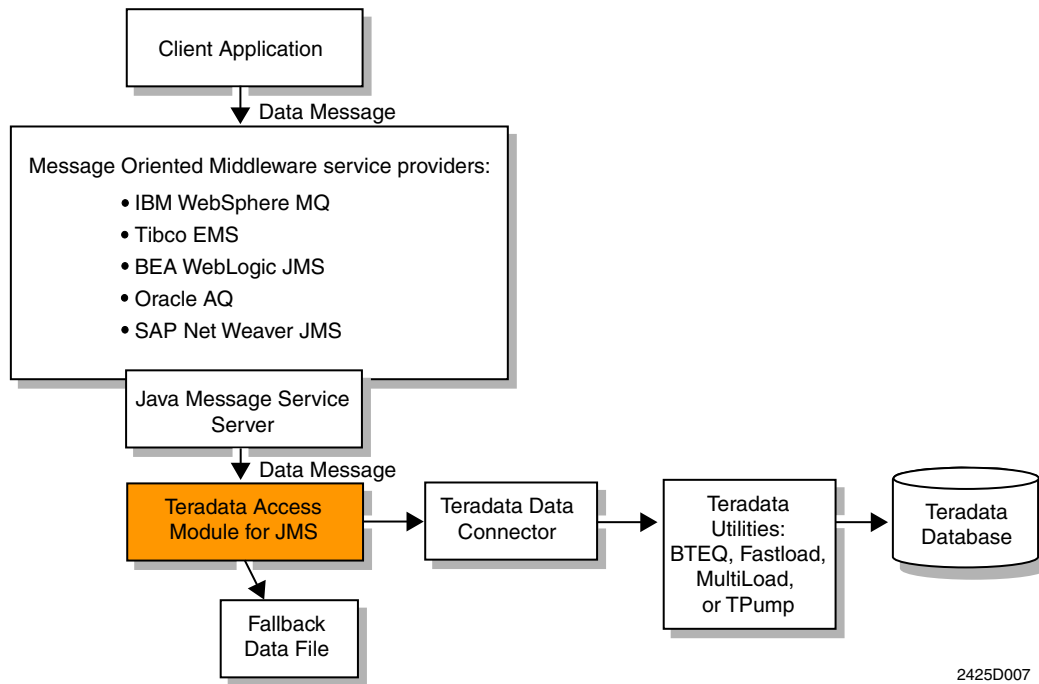 Client Application
Data Message
Message Oriented Middleware service providers:
• IBM WebSphere MQ
• Tibco EMS
• BEA WebLogic JMS
• Oracle AQ
• SAP Net Weaver JMS
Java Message Service
Server
Data Message
Teradata Access
Module for JMS
Teradata Data
Connector
Teradata
Utilities:
BTEQ, Fastload,
MultiLoad,
or TPump
Teradata
Database
Fallback
Data File
2425D007